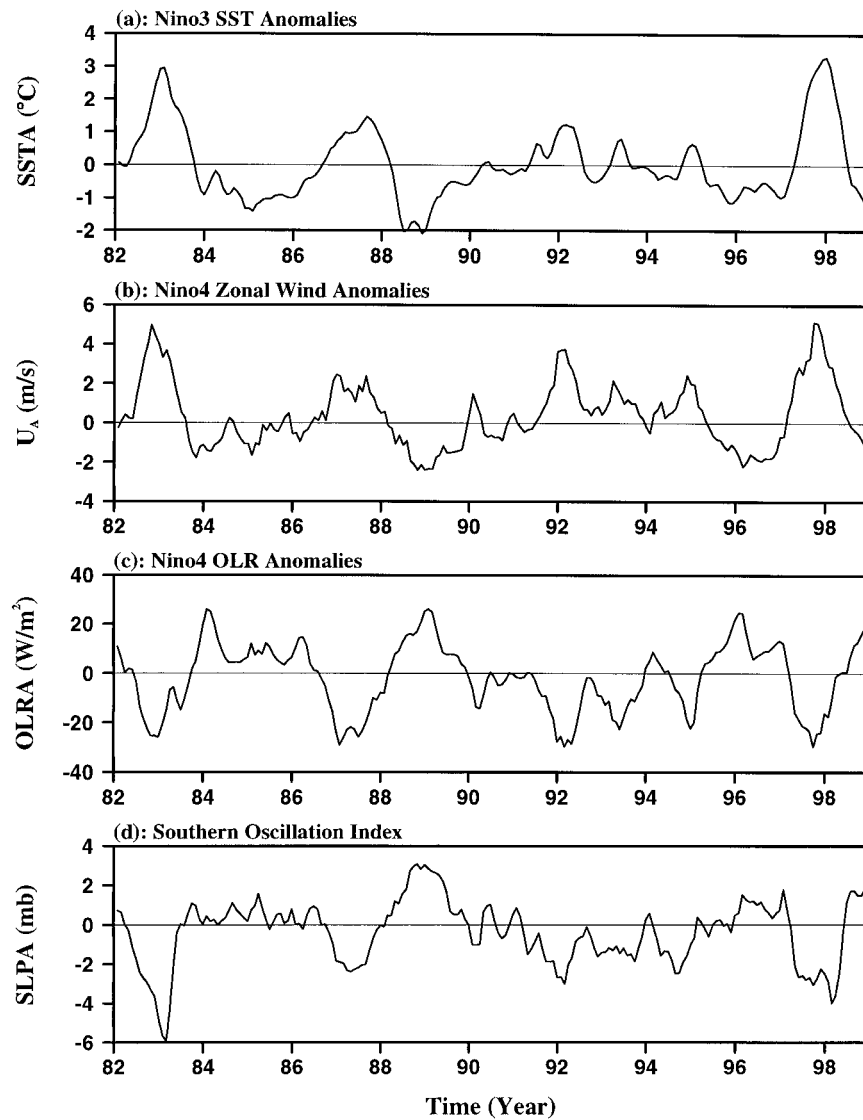 (a): Nino3 SST Anomalies
SSTA (°C)
4
3
2
1
0
-1
-2
82 84 86 88 90 92 94 96 98
(b): Nino4 Zonal Wind Anomalies
U_A (m/s)
6
4
2
0
-2
-4
82 84 86 88 90 92 94 96 98
(c): Nino4 OLR Anomalies
OLRA (W/m²)
40
20
0
-20
-40
82 84 86 88 90 92 94 96 98
(d): Southern Oscillation Index
SLPA (mb)
4
2
0
-2
-4
-6
82 84 86 88 90 92 94 96 98
Time (Year)